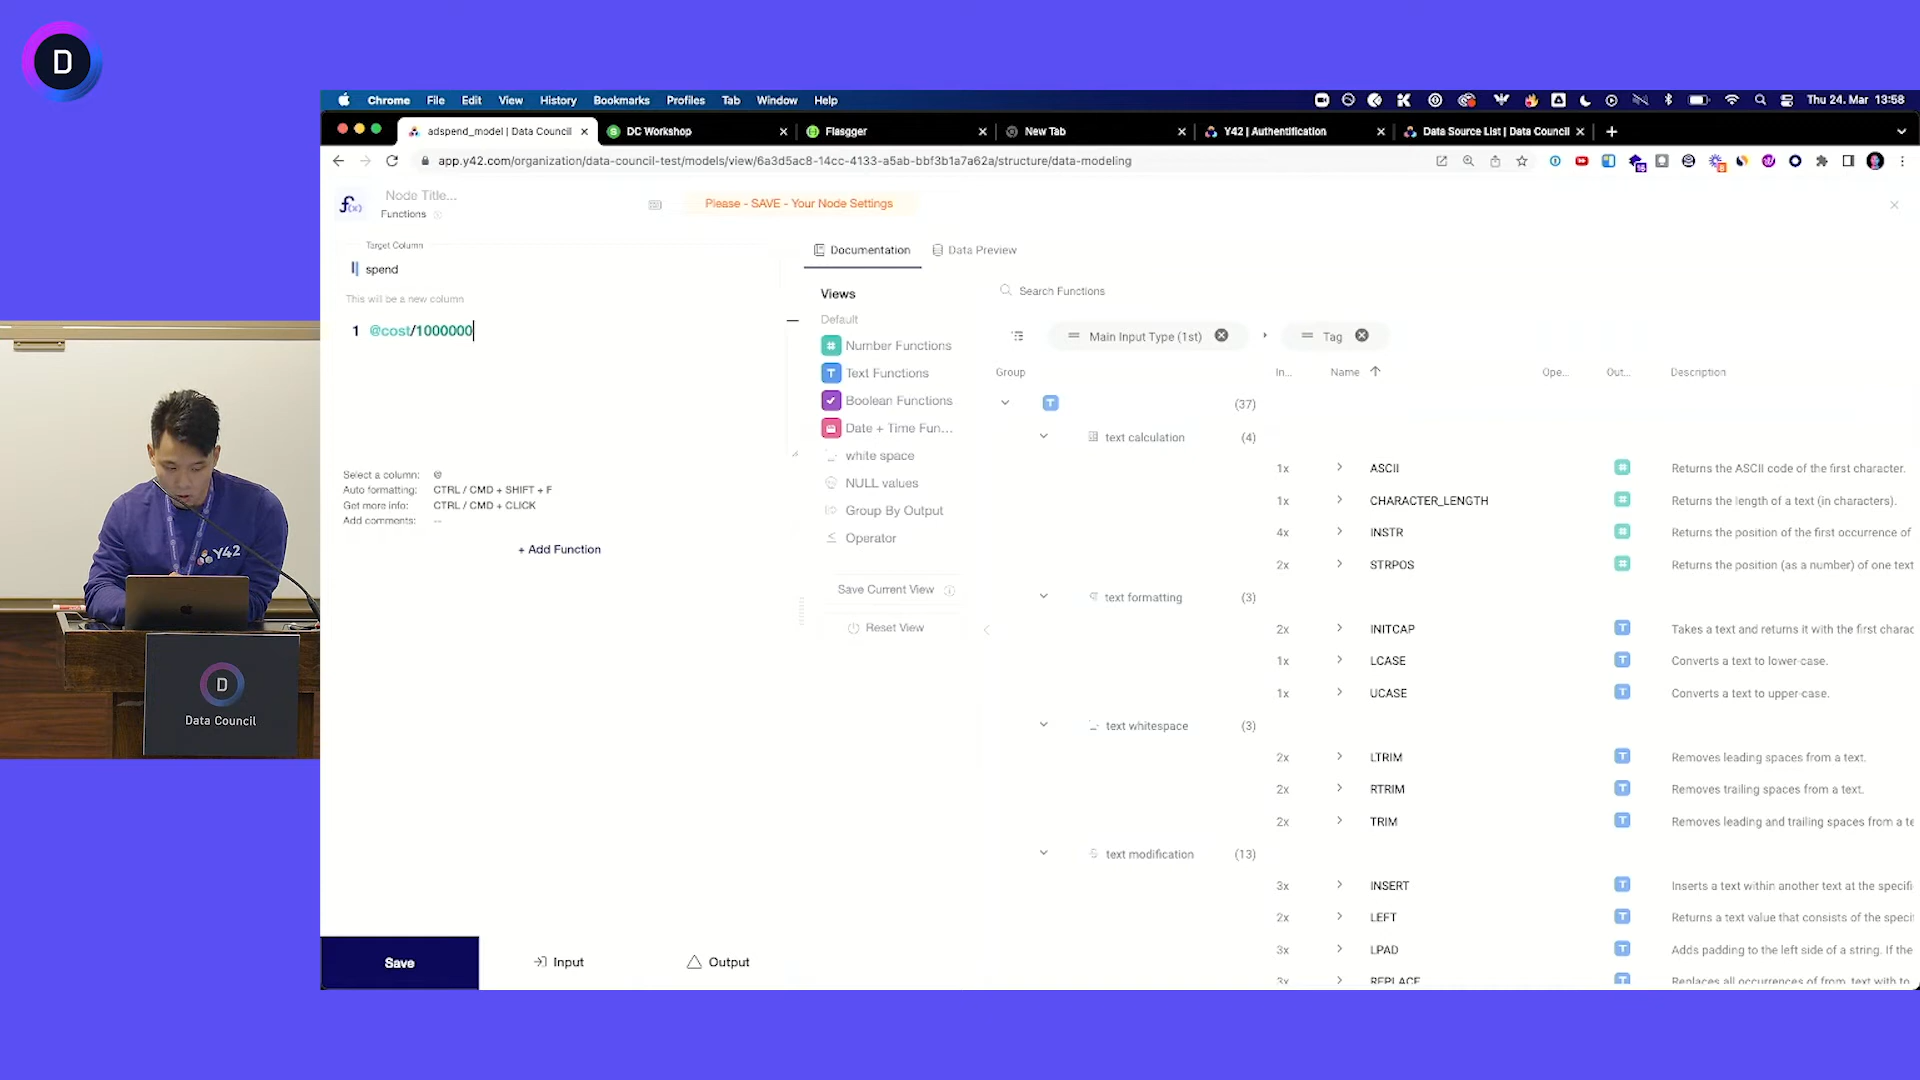 D
Chrome File Edit View History Bookmarks Profiles Tab Window Help
Thu 24. Mar 13:58
adspend_model | Data Council
DC Workshop
Flasgger
New Tab
Y42 | Authentification
Data Source List | Data Council
app.y42.com/organization/data-council-test/models/view/6a3d5ac8-14cc-4133-a5ab-bbf3b1a7a62a/structure/data-modeling
f(x)
Node Title...
Functions
Please - SAVE - Your Node Settings
Target Column
spend
This will be a new column
1 @cost/1000000
Select a column: @
Auto formatting: CTRL / CMD + SHIFT + F
Get more info: CTRL / CMD + CLICK
Add comments: --
+ Add Function
Save
Input
Output
Documentation
Data Preview
Views
Default
# Number Functions
T Text Functions
Boolean Functions
Date + Time Fun...
white space
NULL values
Group By Output
Operator
Save Current View
Reset View
Search Functions
Main Input Type (1st)
Tag
Group In... Name Ope... Out... Description
T (37)
text calculation (4)
1x ASCII # Returns the ASCII code of the first character.
1x CHARACTER_LENGTH # Returns the length of a text (in characters).
4x INSTR # Returns the position of the first occurrence of
2x STRPOS # Returns the position (as a number) of one text
text formatting (3)
2x INITCAP T Takes a text and returns it with the first charac
1x LCASE T Converts a text to lower-case.
1x UCASE T Converts a text to upper-case.
text whitespace (3)
2x LTRIM T Removes leading spaces from a text.
2x RTRIM T Removes trailing spaces from a text.
2x TRIM T Removes leading and trailing spaces from a te
text modification (13)
3x INSERT T Inserts a text within another text at the specifi
2x LEFT T Returns a text value that consists of the speci
3x LPAD T Adds padding to the left side of a string. If the
3x REPLACE T Replaces all occurrences of from_text with to
Y42
D
Data Council